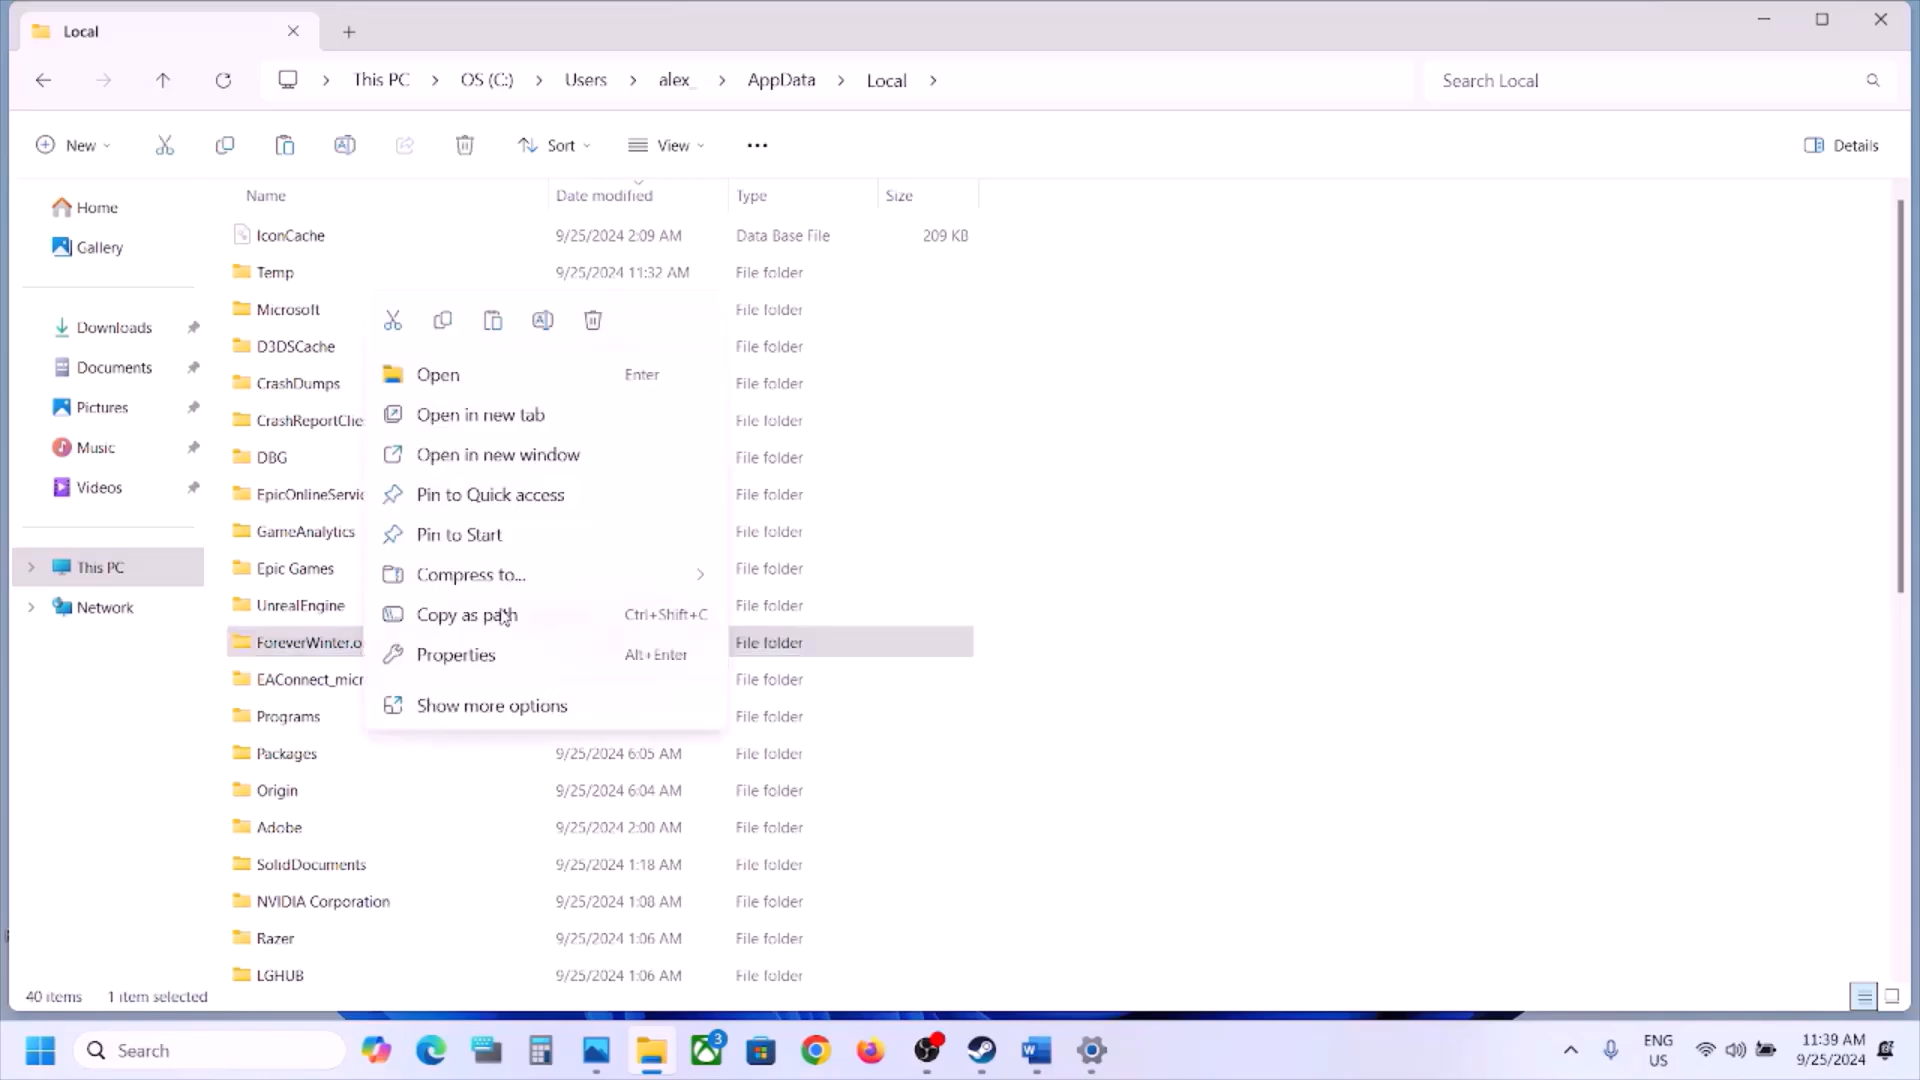 Local
This PC > OS (C:) > Users > alex_ > AppData > Local >
Search Local
New
Sort
View
Details
Name Date modified Type Size
Home
Gallery
Downloads
Documents
Pictures
Music
Videos
This PC
Network
IconCache 9/25/2024 2:09 AM Data Base File 209 KB
Temp 9/25/2024 11:32 AM File folder
Microsoft File folder
D3DSCache File folder
CrashDumps File folder
CrashReportClie File folder
DBG File folder
EpicOnlineServic File folder
GameAnalytics File folder
Epic Games File folder
UnrealEngine File folder
ForeverWinter.o File folder
EAConnect_micr File folder
Programs File folder
Packages 9/25/2024 6:05 AM File folder
Origin 9/25/2024 6:04 AM File folder
Adobe 9/25/2024 2:00 AM File folder
SolidDocuments 9/25/2024 1:18 AM File folder
NVIDIA Corporation 9/25/2024 1:08 AM File folder
Razer 9/25/2024 1:06 AM File folder
LGHUB 9/25/2024 1:06 AM File folder
Open Enter
Open in new tab
Open in new window
Pin to Quick access
Pin to Start
Compress to...
Copy as path Ctrl+Shift+C
Properties Alt+Enter
Show more options
40 items 1 item selected
Search
3
ENG
US
11:39 AM
9/25/2024